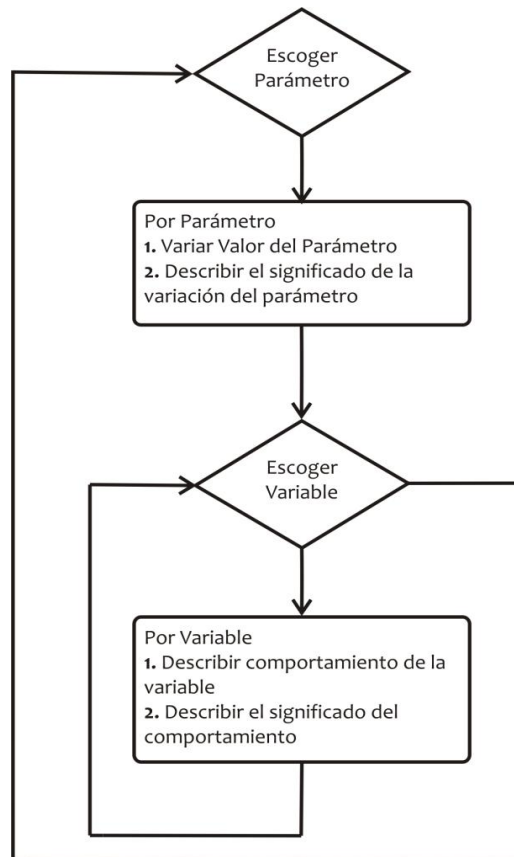 Escoger
Parámetro
Por Parámetro
1. Variar Valor del Parámetro
2. Describir el significado de la
variación del parámetro
Escoger
Variable
Por Variable
1. Describir comportamiento de la
variable
2. Describir el significado del
comportamiento